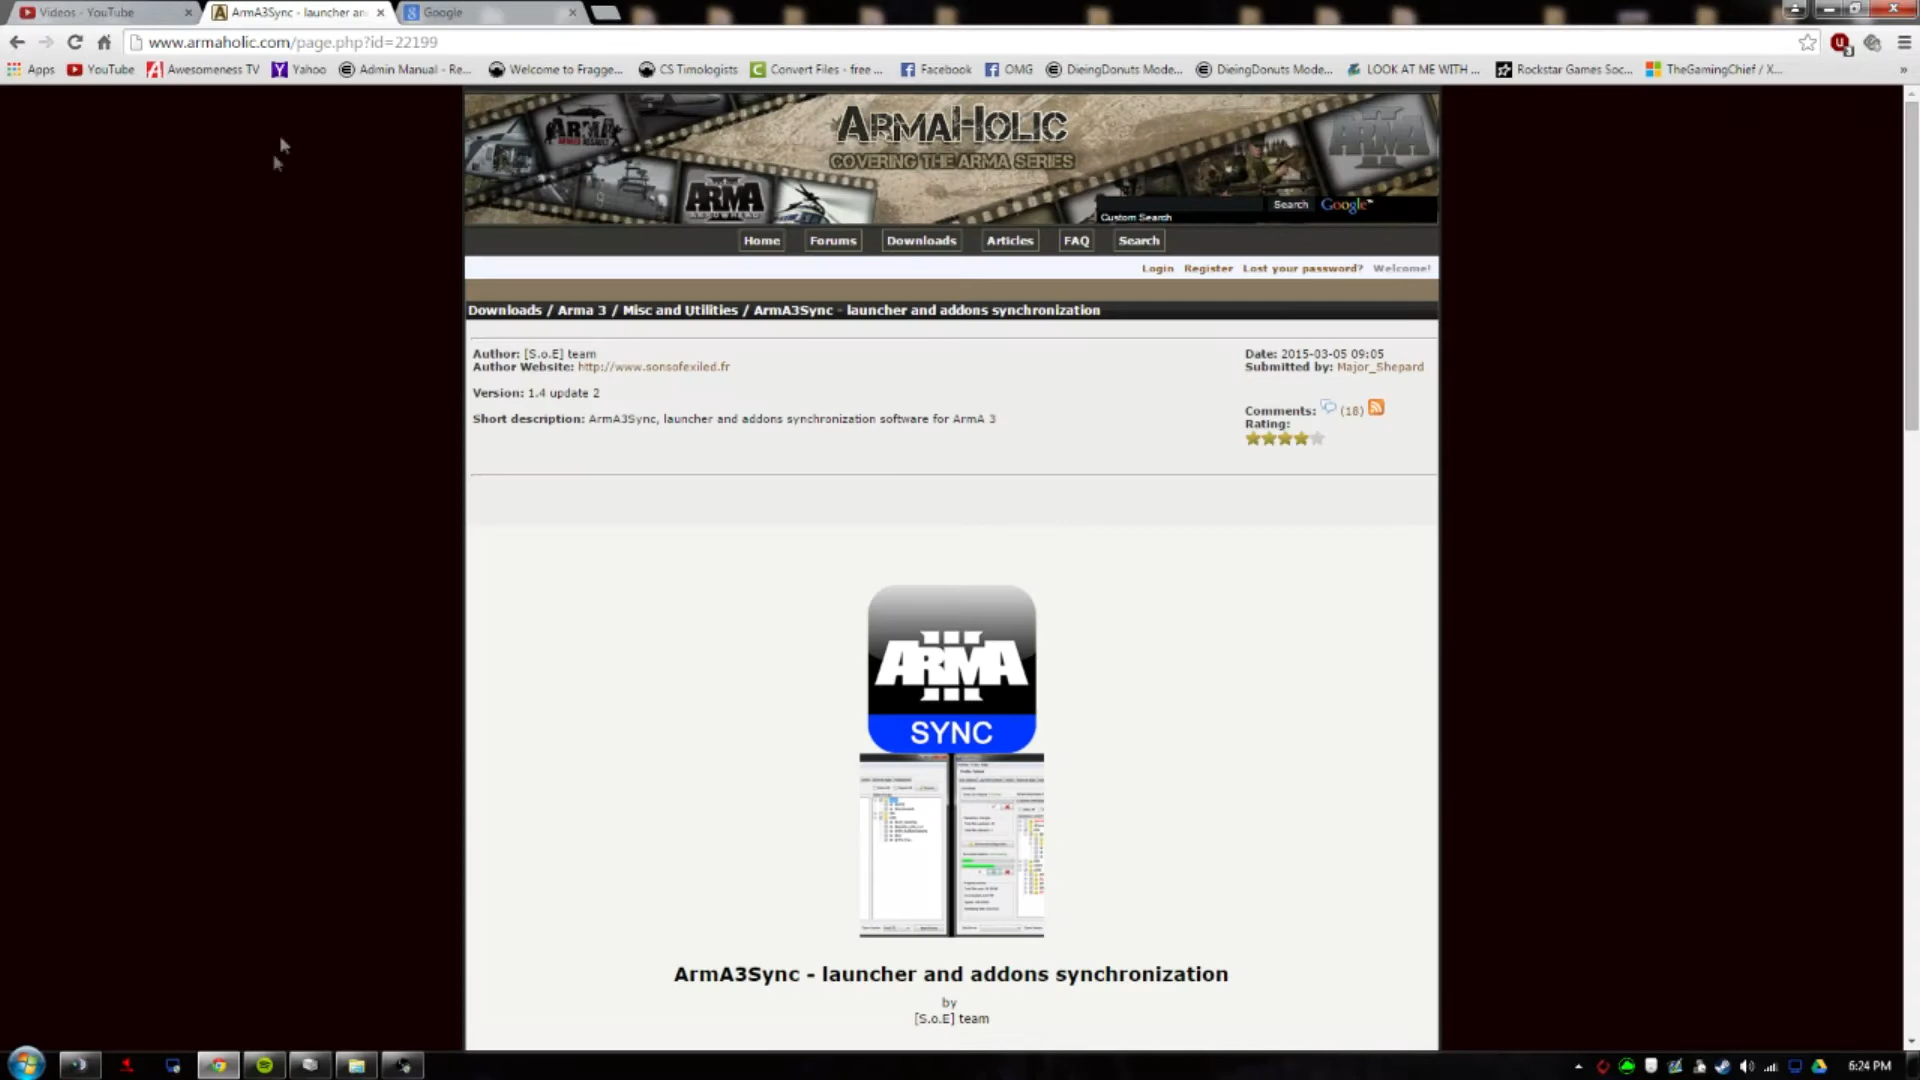 Videos - YouTube
ArmA3Sync - launcher an
Google
www.armaholic.com/page.php?id=22199
Apps
YouTube
Awesomeness TV
Yahoo
Admin Manual - Re...
Welcome to Fragge...
CS Timologists
Convert Files - free ...
Facebook
OMG
DieingDonuts Mode...
DieingDonuts Mode...
LOOK AT ME WITH ...
Rockstar Games Soc...
TheGamingChief / X...
ARMAHOLIC
COVERING THE ARMA SERIES
ARMA
ARMA
ARMA
Custom Search
Search
Google
Home
Forums
Downloads
Articles
FAQ
Search
Login Register Lost your password? Welcome!
Downloads / Arma 3 / Misc and Utilities / ArmA3Sync - launcher and addons synchronization
Author: [S.o.E] team
Author Website: http://www.sonsofexiled.fr
Version: 1.4 update 2
Short description: ArmA3Sync, launcher and addons synchronization software for ArmA 3
Date: 2015-03-05 09:05
Submitted by: Major_Shepard
Comments: (18)
Rating:
ARMA
III
SYNC
ArmA3Sync - launcher and addons synchronization
by
[S.o.E] team
6:24 PM